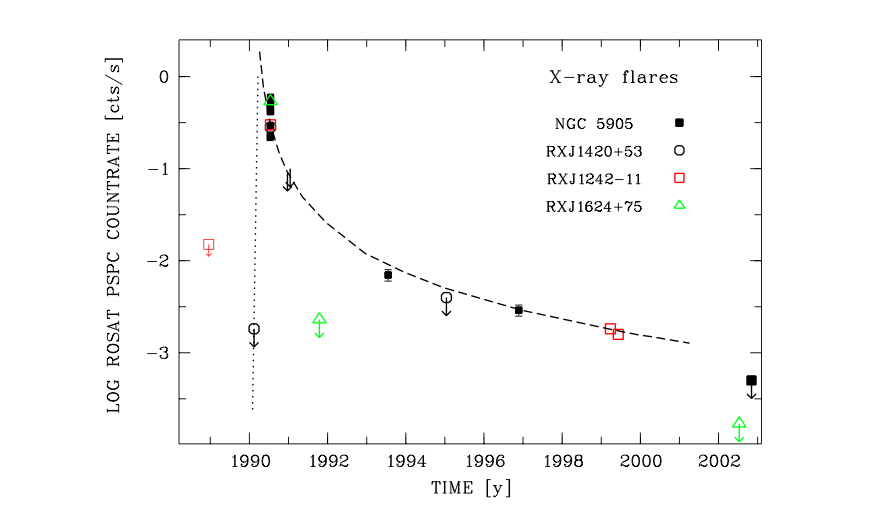 X-ray flares
NGC 5905
RXJ1420+53
RXJ1242-11
RXJ1624+75
LOG ROSAT PSPC COUNTRATE [cts/s]
0
-1
-2
-3
1990 1992 1994 1996 1998 2000 2002
TIME [y]